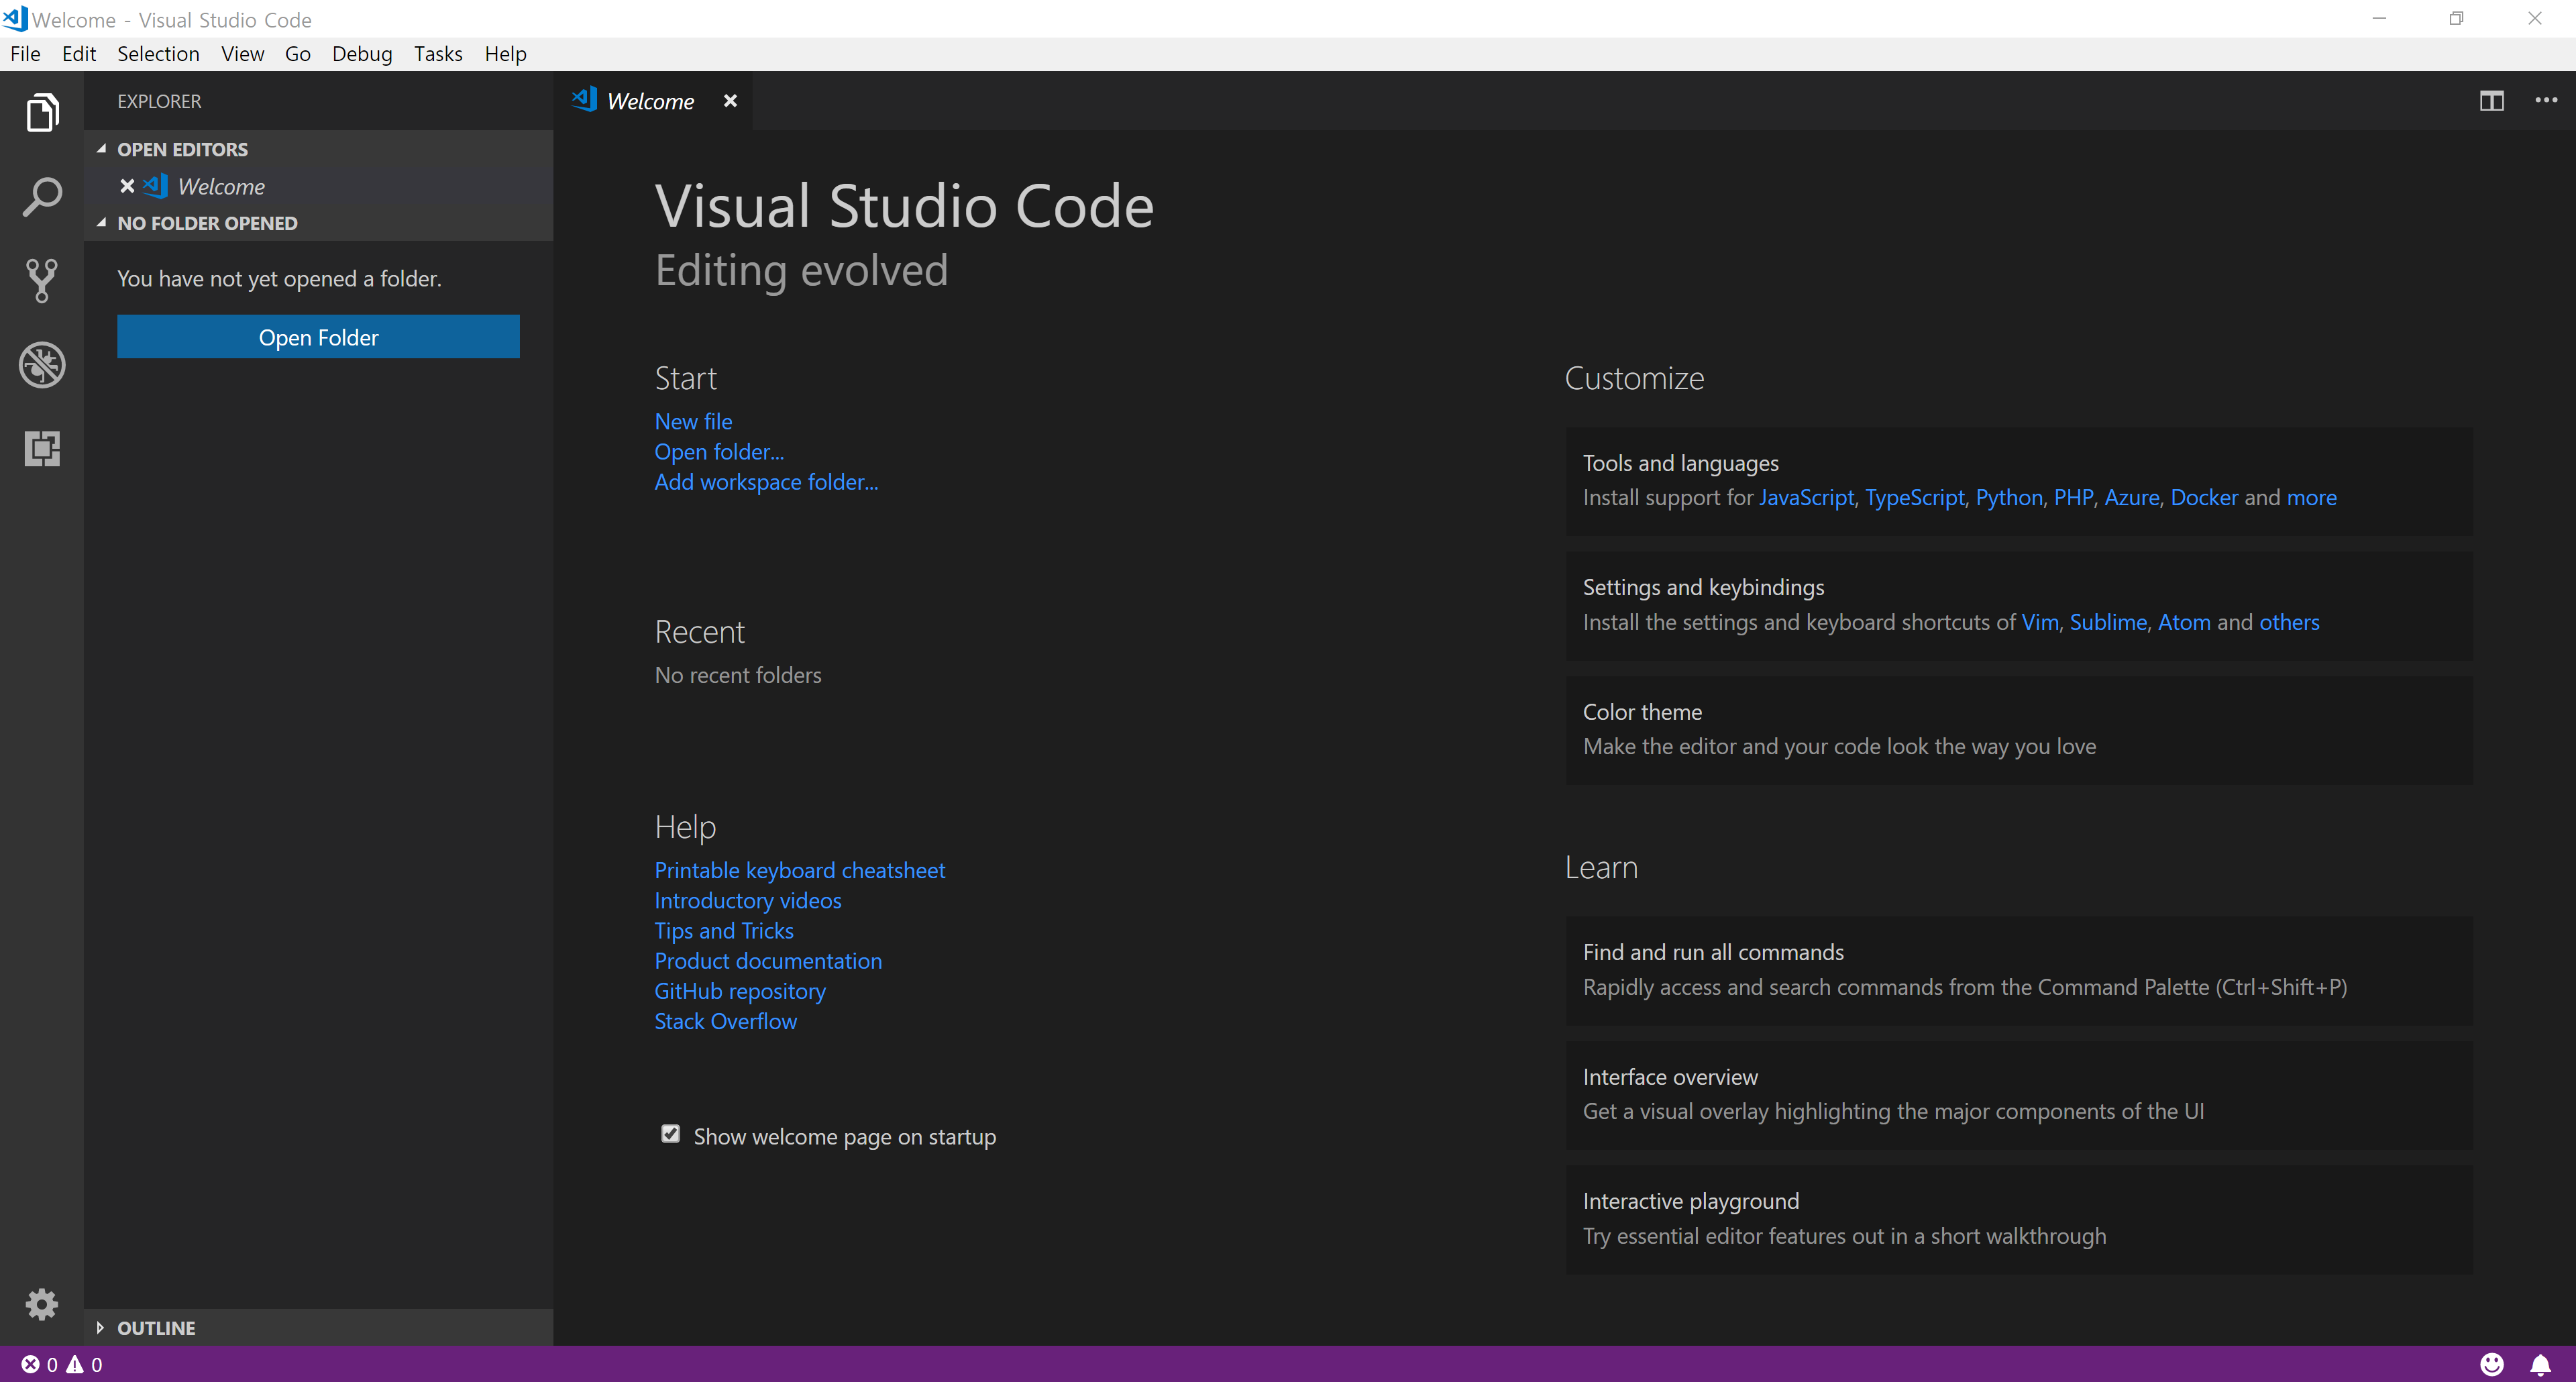 Welcome - Visual Studio Code
File Edit Selection View Go Debug Tasks Help
EXPLORER
OPEN EDITORS
Welcome
NO FOLDER OPENED
You have not yet opened a folder.
Open Folder
OUTLINE
Welcome
Visual Studio Code
Editing evolved
Start
New file
Open folder...
Add workspace folder...
Recent
No recent folders
Help
Printable keyboard cheatsheet
Introductory videos
Tips and Tricks
Product documentation
GitHub repository
Stack Overflow
Show welcome page on startup
Customize
Tools and languages
Install support for JavaScript, TypeScript, Python, PHP, Azure, Docker and more
Settings and keybindings
Install the settings and keyboard shortcuts of Vim, Sublime, Atom and others
Color theme
Make the editor and your code look the way you love
Learn
Find and run all commands
Rapidly access and search commands from the Command Palette (Ctrl+Shift+P)
Interface overview
Get a visual overlay highlighting the major components of the UI
Interactive playground
Try essential editor features out in a short walkthrough
0 0